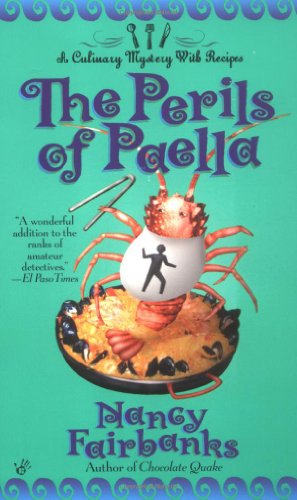 A Culinary Mystery With Recipes
The Perils
of Paella
"A wonderful
addition to the
ranks of
amateur
detectives."
—El Paso Times
Nancy
Fairbanks
Author of Chocolate Quake